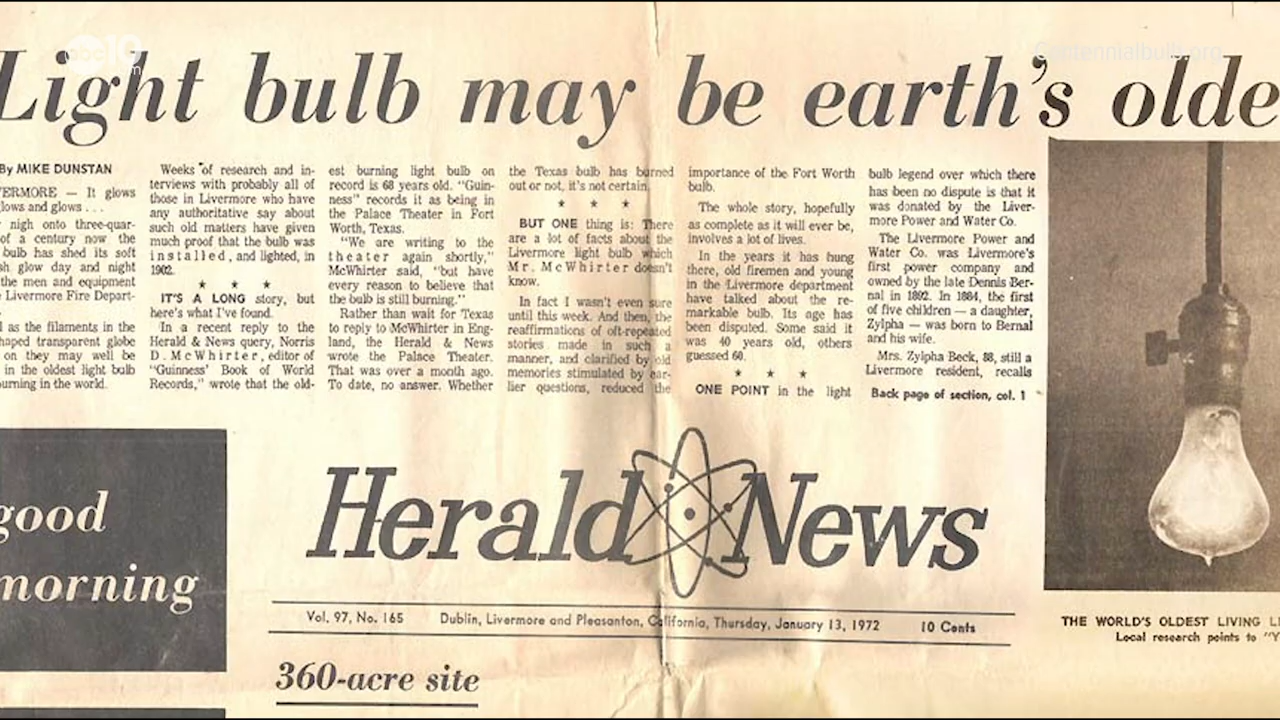 abc10
Centennialbulb.org
Light bulb may be earth's olde
By MIKE DUNSTAN
VERMORE — It glows
lows and glows . . .
nigh onto three-quar-
of a century now the
bulb has shed its soft
sh glow day and night
the men and equipment
Livermore Fire Depart-
l as the filaments in the
haped transparent globe
on they may well be
in the oldest light bulb
urning in the world.
Weeks of research and in-
terviews with probably all of
those in Livermore who have
any authoritative say about
such old matters have given
much proof that the bulb was
installed, and lighted, in
1902.
★ ★ ★
IT'S A LONG story, but
here's what I've found.
In a recent reply to the
Herald & News query, Norris
D. McWhirter, editor of
"Guinness' Book of World
Records," wrote that the old-
est burning light bulb on
record is 68 years old. "Guin-
ness" records it as being in
the Palace Theater in Fort
Worth, Texas.
"We are writing to the
theater again shortly,"
McWhirter said, "but have
every reason to believe that
the bulb is still burning."
Rather than wait for Texas
to reply to McWhirter in Eng-
land, the Herald & News
wrote the Palace Theater.
That was over a month ago.
To date, no answer. Whether
the Texas bulb has burned
out or not, it's not certain.
★ ★ ★
BUT ONE thing is: There
are a lot of facts about the
Livermore light bulb which
Mr. McWhirter doesn't
know.
In fact I wasn't even sure
until this week. And then, the
reaffirmations of oft-repeated
stories made in such a
manner, and clarified by old
memories stimulated by ear-
lier questions, reduced the
importance of the Fort Worth
bulb.
The whole story, hopefully
as complete as it will ever be,
involves a lot of lives.
In the years it has hung
there, old firemen and young
in the Livermore department
have talked about the re-
markable bulb. Its age has
been disputed. Some said it
was 40 years old, others
guessed 60.
★ ★ ★
ONE POINT in the light
bulb legend over which there
has been no dispute is that it
was donated by the Liver-
more Power and Water Co.
The Livermore Power and
Water Co. was Livermore's
first power company and
owned by the late Dennis Ber-
nal in 1892. In 1884, the first
of five children — a daughter,
Zylpha — was born to Bernal
and his wife.
Mrs. Zylpha Beck, 88, still a
Livermore resident, recalls
Back page of section, col. 1
good
morning
Herald News
Vol. 97, No. 165 Dublin, Livermore and Pleasanton, California, Thursday, January 13, 1972 10 Cents
THE WORLD'S OLDEST LIVING LI
Local research points to "Y
360-acre site